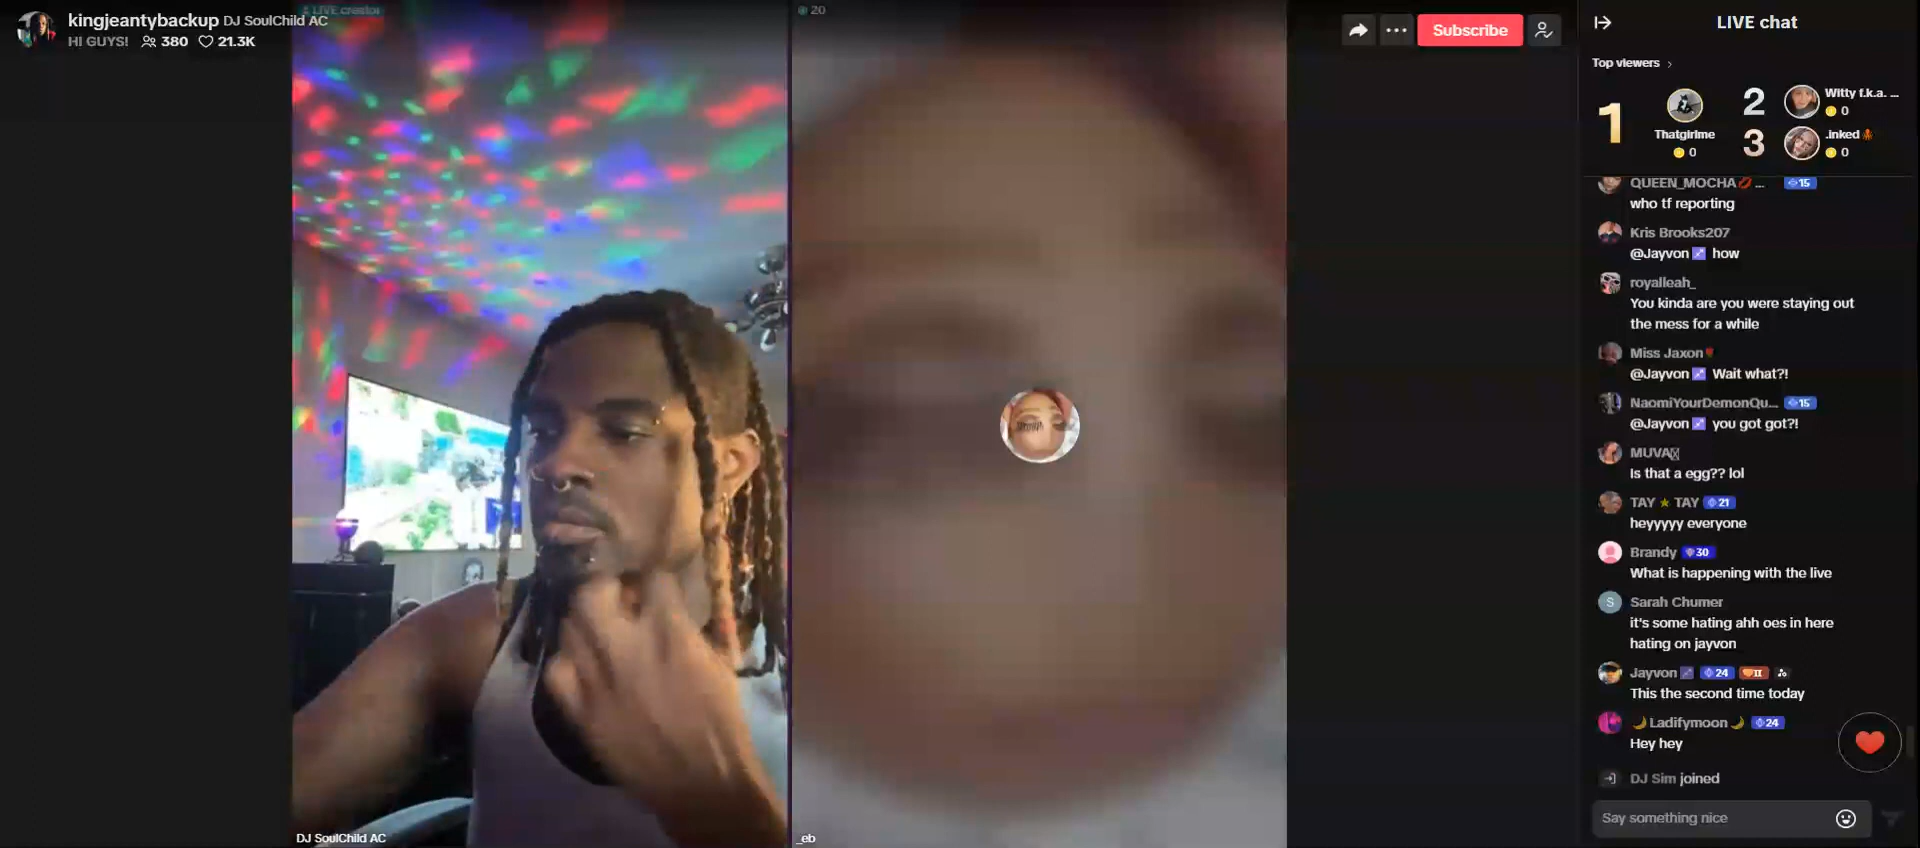 kingjeantybackup DJ SoulChild AC
HI GUYS! 380 21.3K
LIVE creator
20
Subscribe
LIVE chat
Top viewers
1
Thatgirlme
0
2
Witty f.k.a. ...
0
3
.inked
0
QUEEN_MOCHA ... 15
who tf reporting
Kris Brooks207
@Jayvon how
royalleah_
You kinda are you were staying out
the mess for a while
Miss Jaxon
@Jayvon Wait what?!
NaomiYourDemonQu... 15
@Jayvon you got got?!
MUVA
Is that a egg?? lol
TAY TAY 21
heyyyyy everyone
Brandy 30
What is happening with the live
S Sarah Chumer
it's some hating ahh oes in here
hating on jayvon
Jayvon 24 II
This the second time today
Ladifymoon 24
Hey hey
DJ Sim joined
Say something nice
DJ SoulChild AC
_eb